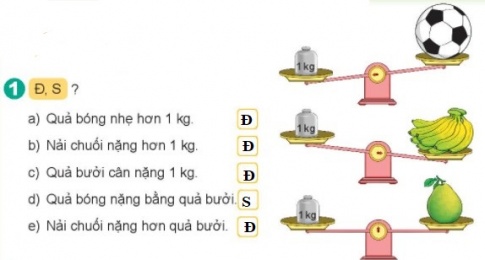 1 kg
1 Đ, S ?
a) Quả bóng nhẹ hơn 1 kg. Đ
1 kg
b) Nải chuối nặng hơn 1 kg. Đ
c) Quả bưởi cân nặng 1 kg. Đ
d) Quả bóng nặng bằng quả bưởi. S
e) Nải chuối nặng hơn quả bưởi. Đ
1 kg